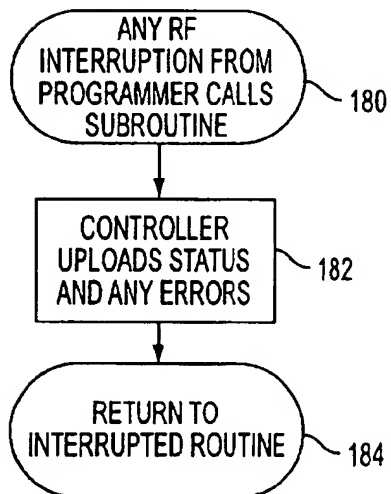 ANY RF
INTERRUPTION FROM
PROGRAMMER CALLS
SUBROUTINE
180
CONTROLLER
UPLOADS STATUS
AND ANY ERRORS
182
RETURN TO
INTERRUPTED ROUTINE
184